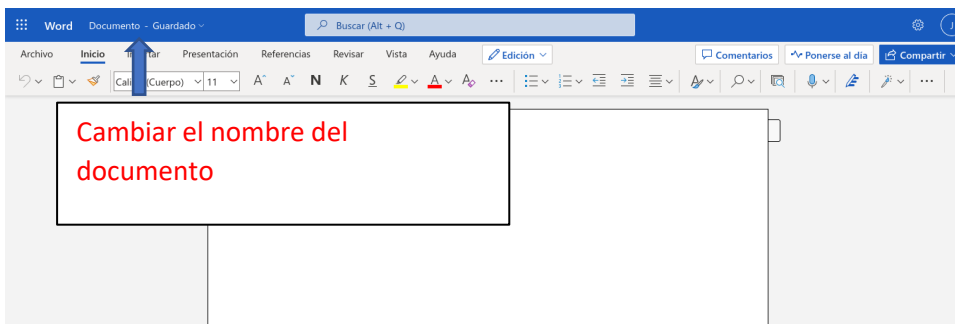 Word Documento - Guardado Buscar (Alt + Q)
Archivo Inicio Presentación Referencias Revisar Vista Ayuda Edición Comentarios Ponerse al día Compartir
(Cuerpo) 11 A A N K S A A
Cambiar el nombre del
documento